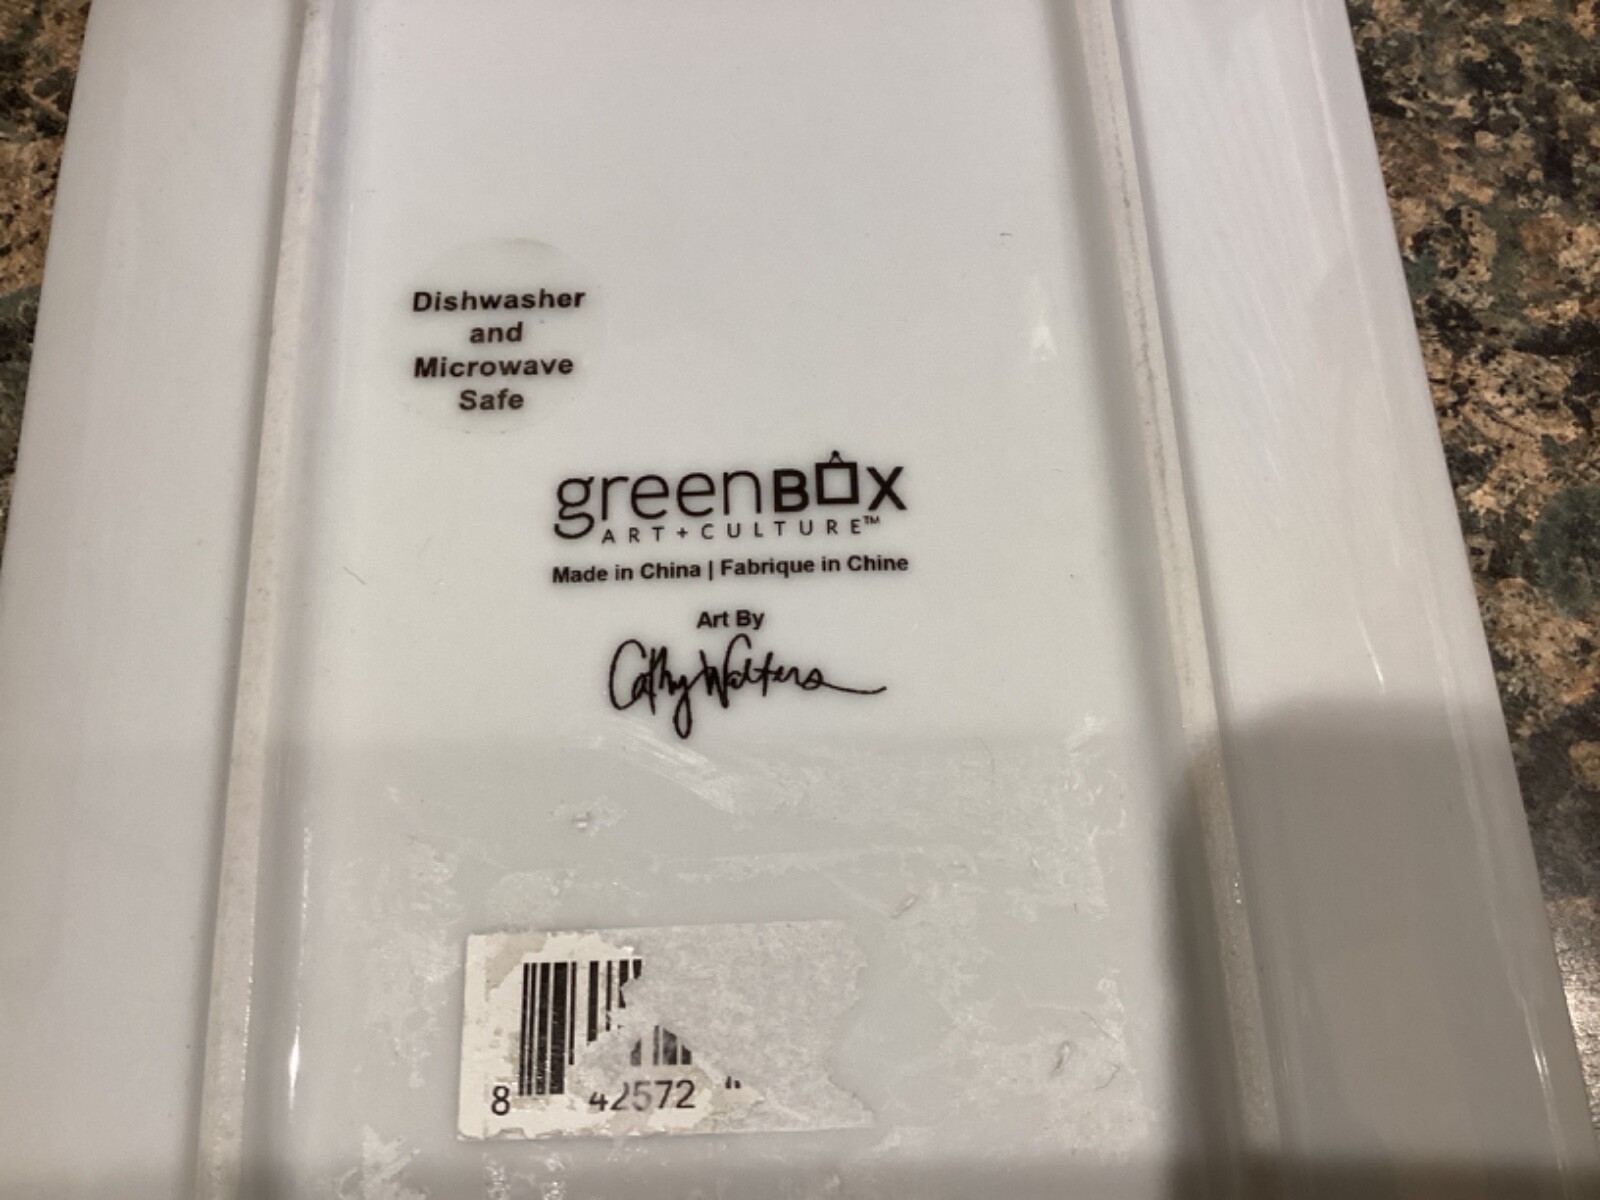 Dishwasher
and
Microwave
Safe
greenBOX
ART+CULTURE™
Made in China | Fabrique in Chine
Art By
Cathy Walters
8 42572